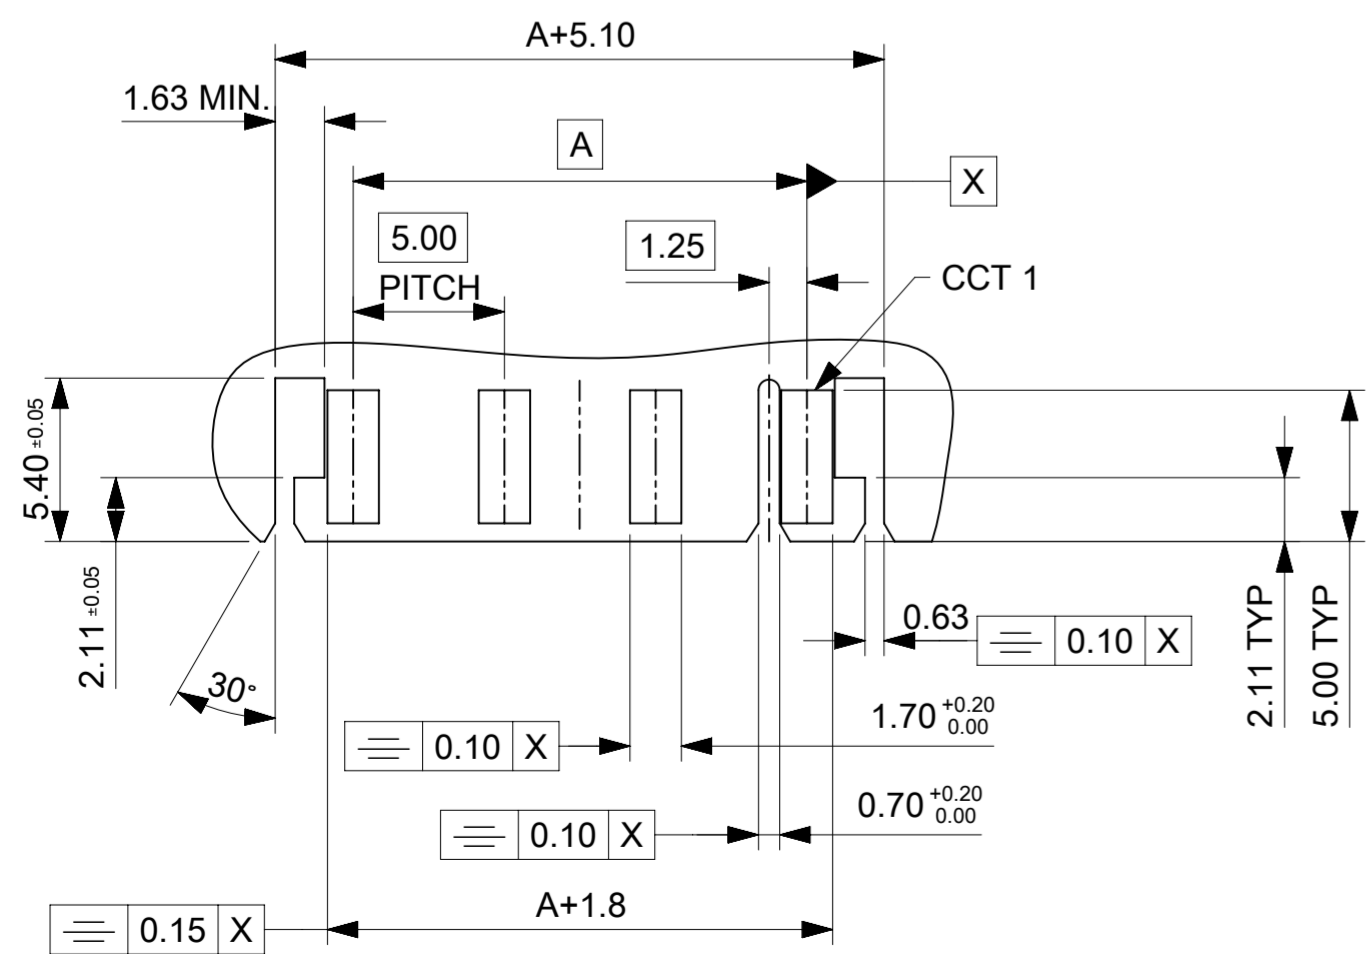 A+5.10
1.63 MIN.
A
X
5.00
PITCH
1.25
CCT 1
5.40 ±0.05
2.11 ±0.05
30°
0.63
⌯ 0.10 X
2.11 TYP
5.00 TYP
1.70 +0.20
0.00
⌯ 0.10 X
0.70 +0.20
0.00
⌯ 0.10 X
A+1.8
⌯ 0.15 X